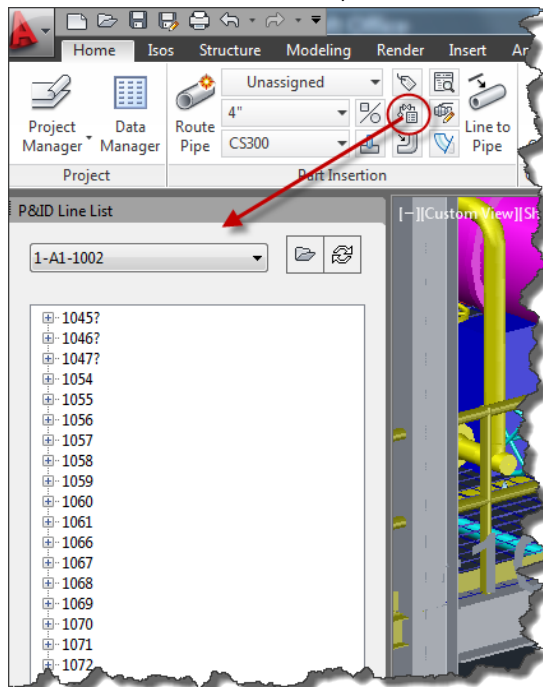 Home Isos Structure Modeling Render Insert
Unassigned
4"
CS300
Project Manager
Data Manager
Route Pipe
Line to Pipe
Project
Part Insertion
P&ID Line List
[-][Custom View][Sh
1-A1-1002
1045?
1046?
1047?
1054
1055
1056
1057
1058
1059
1060
1061
1066
1067
1068
1069
1070
1071
1072